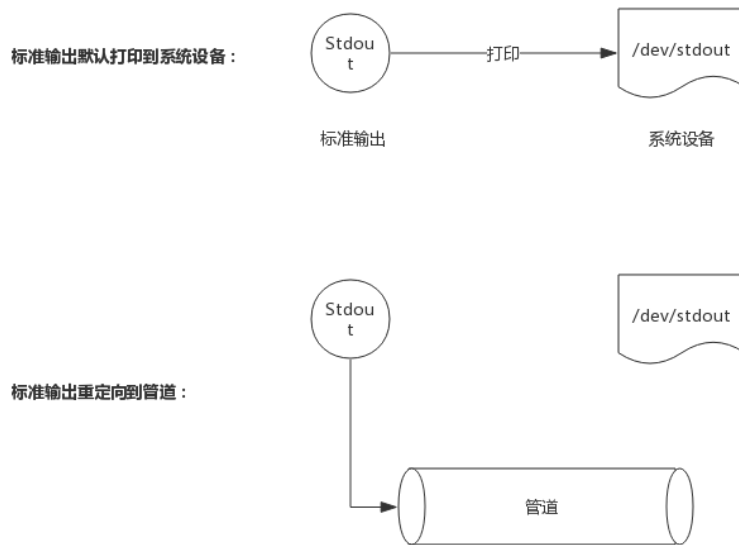 标准输出默认打印到系统设备：
Stdou
t
打印
/dev/stdout
标准输出
系统设备
标准输出重定向到管道：
Stdou
t
/dev/stdout
管道